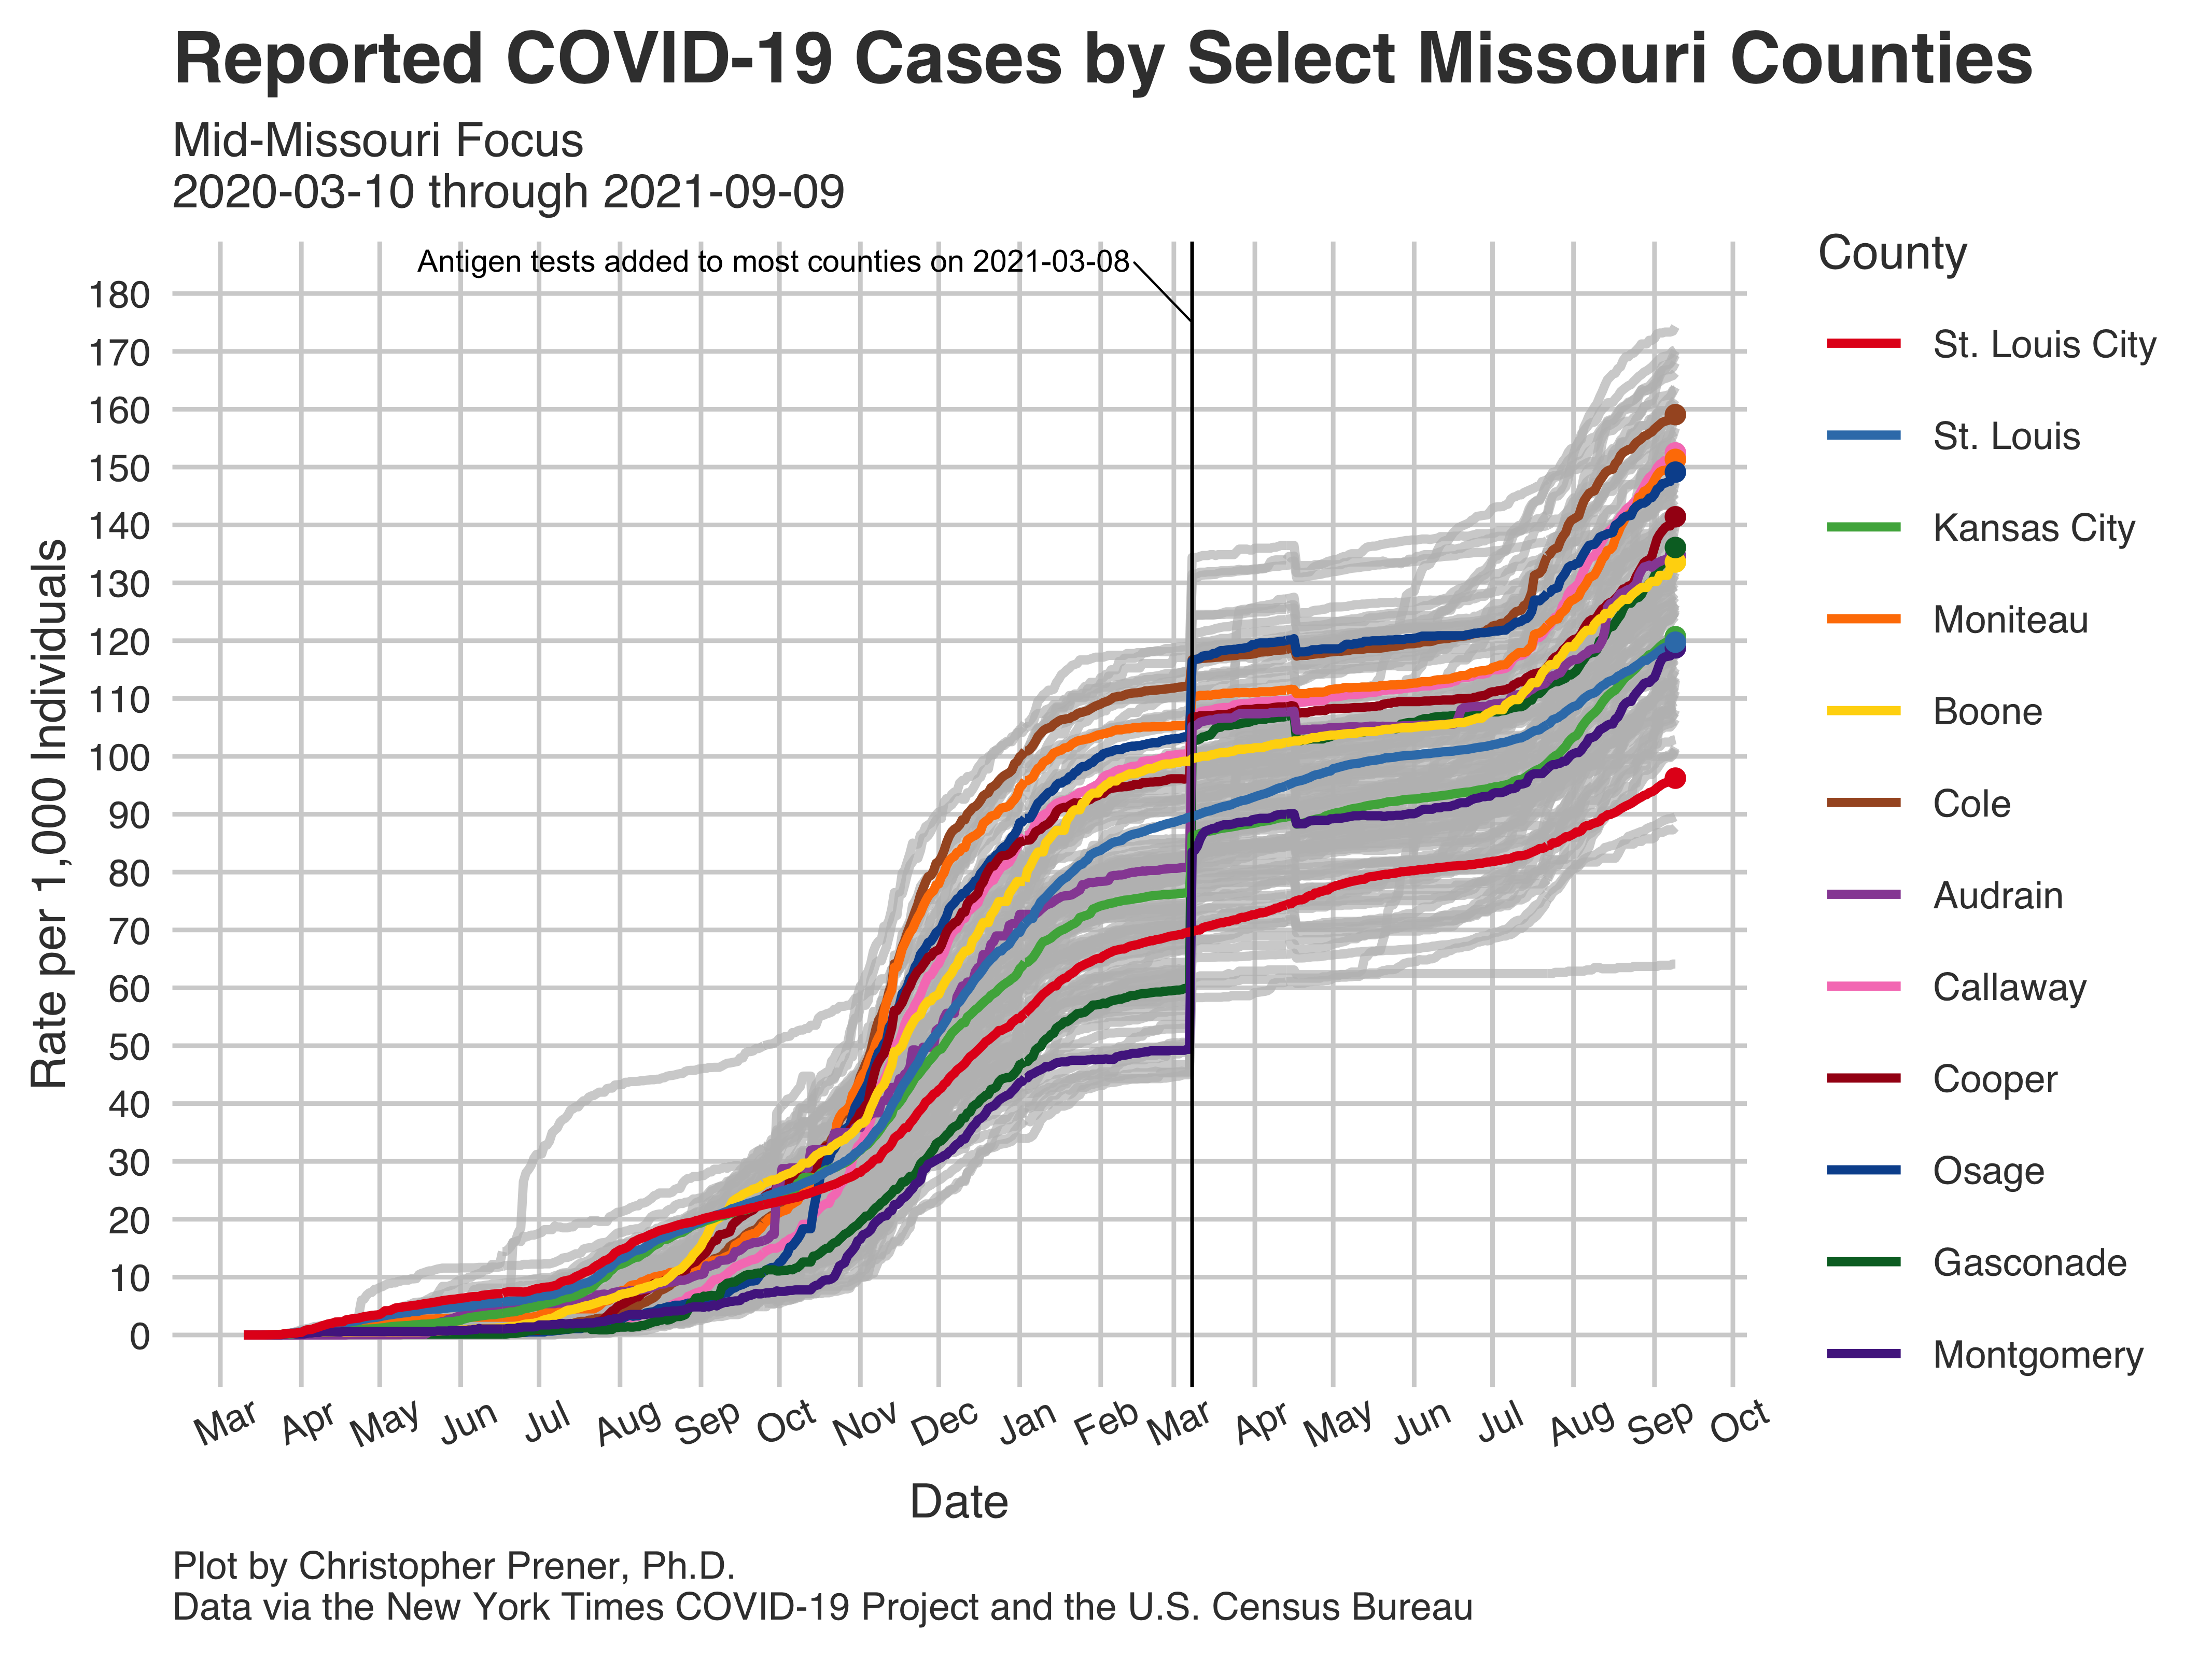 Reported COVID-19 Cases by Select Missouri Counties
Mid-Missouri Focus
2020-03-10 through 2021-09-09
Antigen tests added to most counties on 2021-03-08
180
170
160
150
140
130
120
110
100
90
80
70
60
50
40
30
20
10
0
Rate per 1,000 Individuals
Mar Apr May Jun Jul Aug Sep Oct Nov Dec Jan Feb Mar Apr May Jun Jul Aug Sep Oct
Date
County
St. Louis City
St. Louis
Kansas City
Moniteau
Boone
Cole
Audrain
Callaway
Cooper
Osage
Gasconade
Montgomery
Plot by Christopher Prener, Ph.D.
Data via the New York Times COVID-19 Project and the U.S. Census Bureau